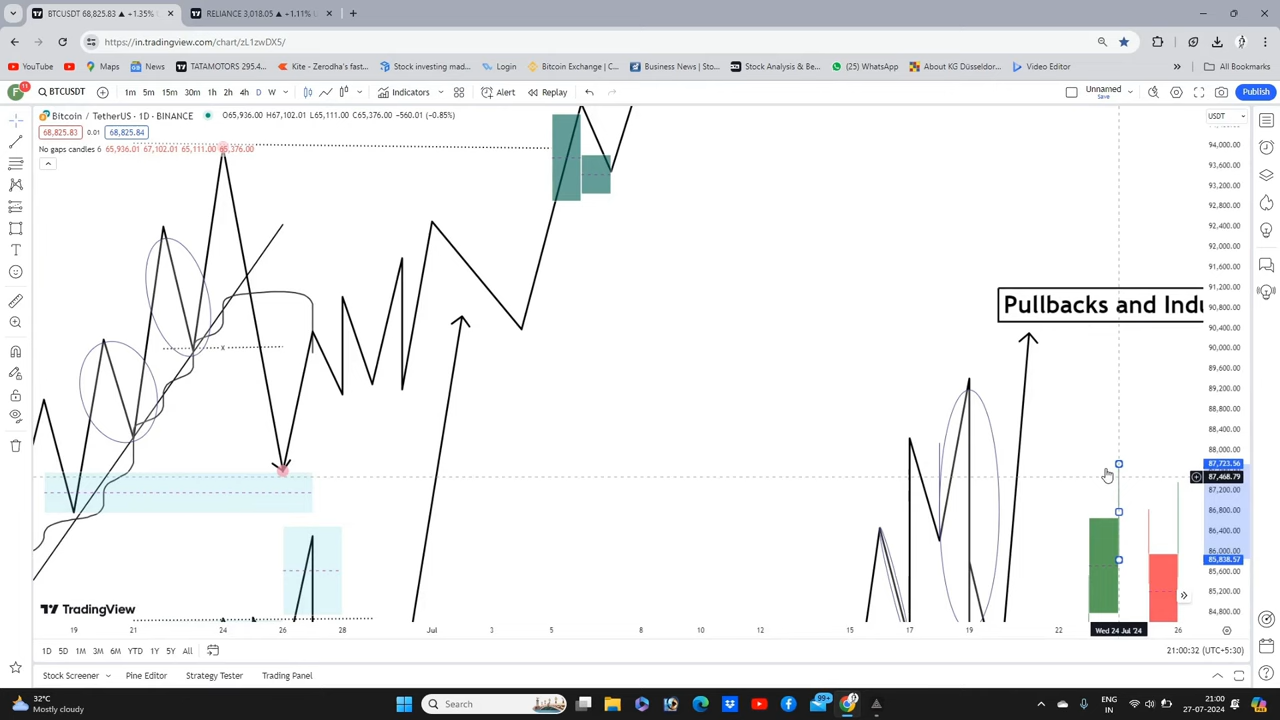 BTCUSDT 68,825.83 ▲ +1.35%
RELIANCE 3,018.05 ▲ +1.11%
in.tradingview.com/chart/zL1zwDX5/
YouTube
Maps
News
TATAMOTORS 295.4...
Kite - Zerodha's fast...
Stock investing mad...
Login
Bitcoin Exchange | C...
Business News | Sto...
Stock Analysis & Be...
(25) WhatsApp
About KG Düsseldor...
Video Editor
All Bookmarks
F 11 BTCUSDT
1m 5m 15m 30m 1h 2h 4h D W
Indicators
Alert
Replay
Unnamed
Save
Publish
Bitcoin / TetherUS · 1D · BINANCE
O65,936.00 H67,102.01 L65,111.00 C65,376.00 −560.01 (−0.85%)
USDT
68,825.83 0.01 68,825.84
No gaps candles 6 65,936.01 67,102.01 65,111.00 65,376.00
Pullbacks and Indu
94,000.00
93,600.00
93,200.00
92,800.00
92,400.00
92,000.00
91,600.00
91,200.00
90,800.00
90,400.00
90,000.00
89,600.00
89,200.00
88,800.00
88,400.00
88,000.00
87,723.56
87,468.79
87,200.00
86,800.00
86,400.00
86,000.00
85,838.57
85,600.00
85,200.00
84,800.00
x
TradingView
19 21 24 26 28 Jul 3 5 8 10 12 15 17 19 22 Wed 24 Jul '24 26
1D 5D 1M 3M 6M YTD 1Y 5Y All
21:00:32 (UTC+5:30)
Stock Screener Pine Editor Strategy Tester Trading Panel
32°C
Mostly cloudy
Search
99+
ENG
IN
21:00
27-07-2024